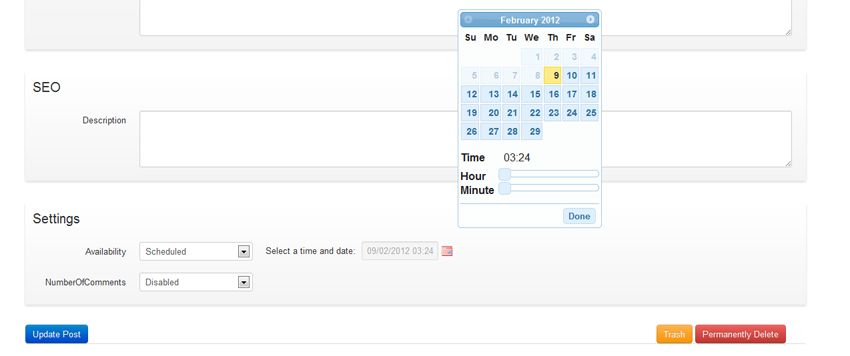 February 2012
Su Mo Tu We Th Fr Sa
1 2 3 4
5 6 7 8 9 10 11
12 13 14 15 16 17 18
19 20 21 22 23 24 25
26 27 28 29
Time 03:24
Hour
Minute
Done
SEO
Description
Settings
Availability Scheduled Select a time and date: 09/02/2012 03:24
NumberOfComments Disabled
Update Post Trash Permanently Delete